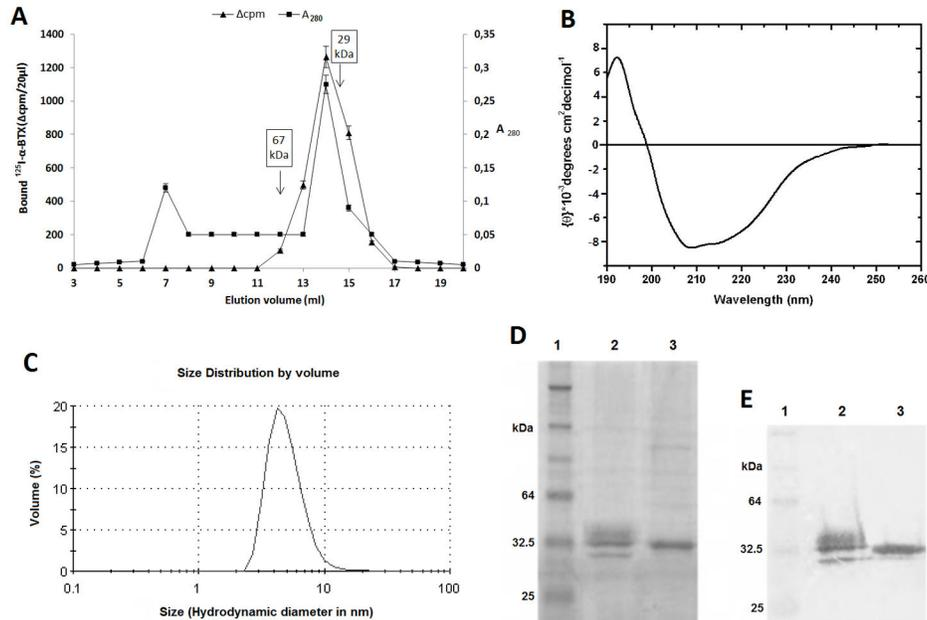 A
Δcpm A280
1400 0,35
1200 0,3
1000 0,25
800 0,2
600 0,15
400 0,1
200 0,05
0 0
3 5 7 9 11 13 15 17 19
67 kDa
29 kDa
Bound 125I-α-BTX(Δcpm/20μl)
A280
Elution volume (ml)
B
8
6
4
2
0
-2
-4
-6
-8
190 200 210 220 230 240 250 260
{θ}*10⁻³degrees cm²decimol⁻¹
Wavelength (nm)
C
Size Distribution by volume
20
15
10
5
0
0.1 1 10 100
Volume (%)
Size (Hydrodynamic diameter in nm)
D
1 2 3
kDa
64
32.5
25
E
1 2 3
kDa
64
32.5
25